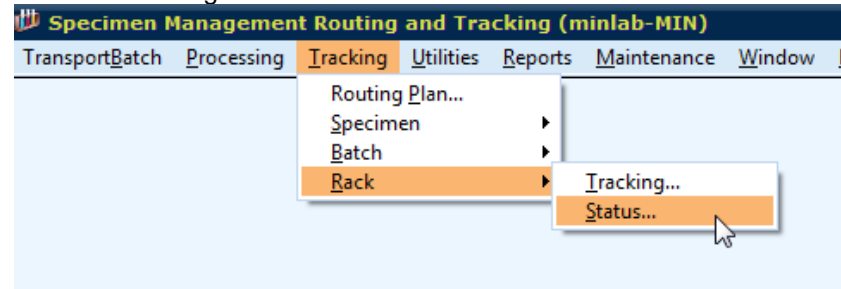 Specimen Management Routing and Tracking (minlab-MIN)
TransportBatch Processing Tracking Utilities Reports Maintenance Window
Routing Plan...
Specimen
Batch
Rack
Tracking...
Status...